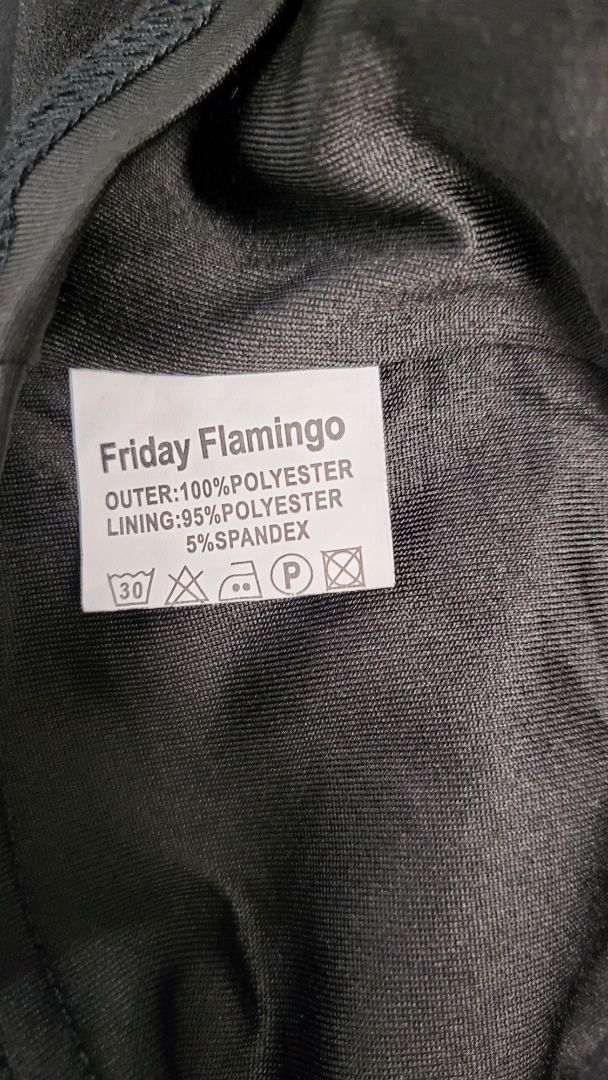 Friday Flamingo
OUTER:100%POLYESTER
LINING:95%POLYESTER
5%SPANDEX
30 P